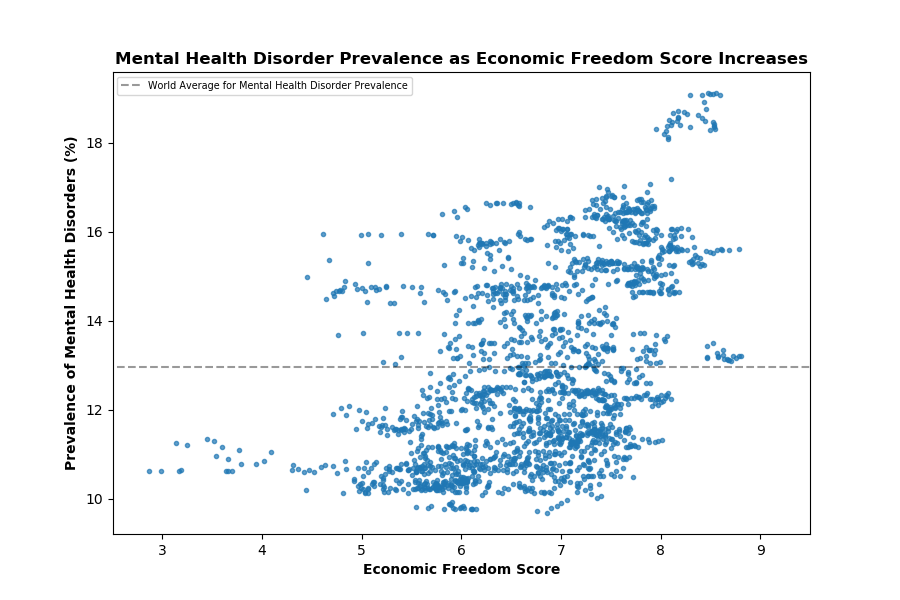 Mental Health Disorder Prevalence as Economic Freedom Score Increases
World Average for Mental Health Disorder Prevalence
Prevalence of Mental Health Disorders (%)
18
16
14
12
10
3 4 5 6 7 8 9
Economic Freedom Score